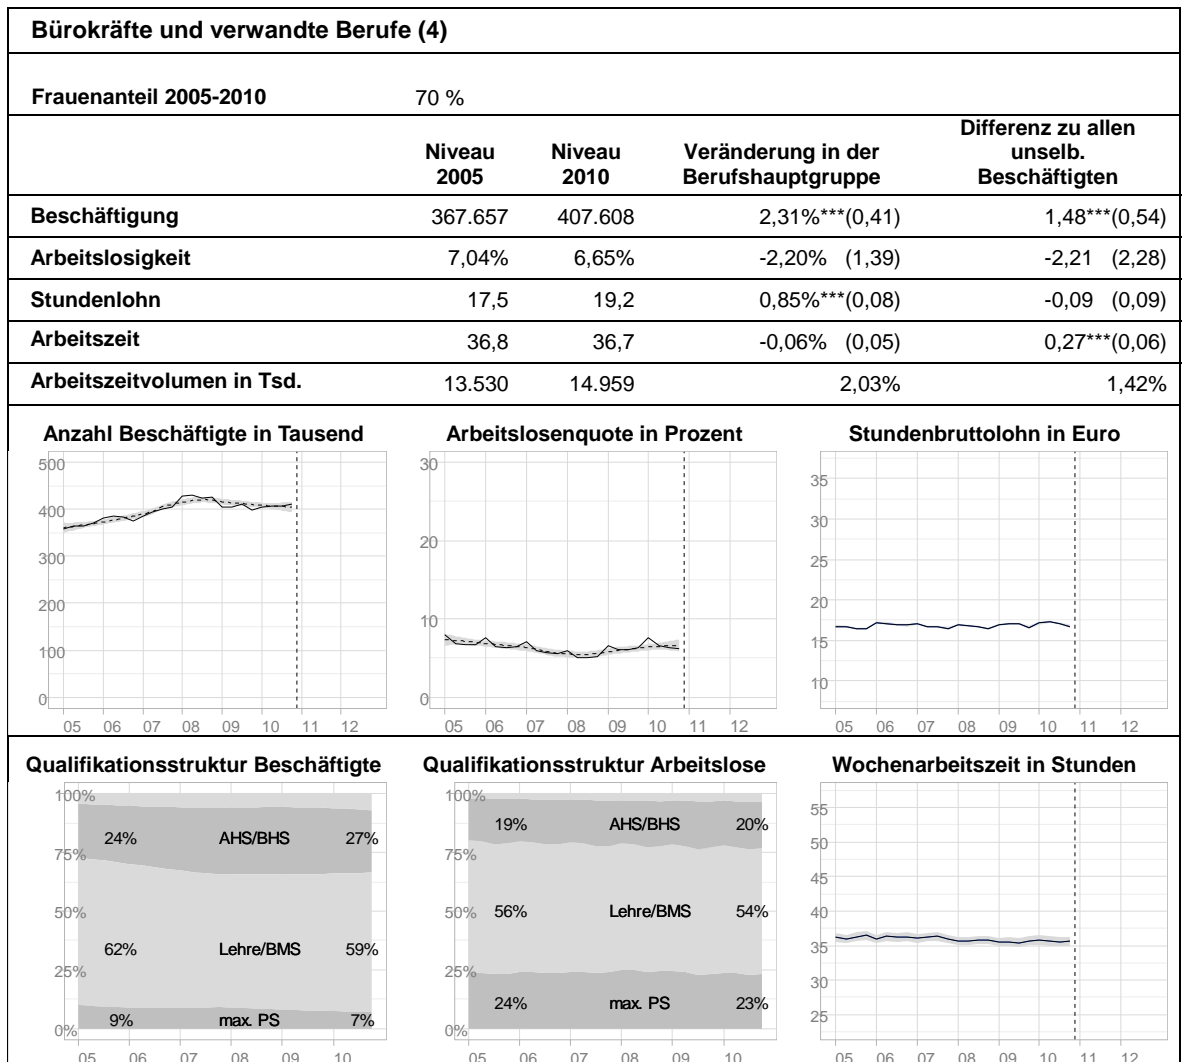 Bürokräfte und verwandte Berufe (4)
Frauenanteil 2005-2010 70 %
Niveau 2005 Niveau 2010 Veränderung in der Berufshauptgruppe Differenz zu allen unselb. Beschäftigten
Beschäftigung 367.657 407.608 2,31%***(0,41) 1,48***(0,54)
Arbeitslosigkeit 7,04% 6,65% -2,20% (1,39) -2,21 (2,28)
Stundenlohn 17,5 19,2 0,85%***(0,08) -0,09 (0,09)
Arbeitszeit 36,8 36,7 -0,06% (0,05) 0,27***(0,06)
Arbeitszeitvolumen in Tsd. 13.530 14.959 2,03% 1,42%
Anzahl Beschäftigte in Tausend
500
400
300
200
100
0
05 06 07 08 09 10 11 12
Arbeitslosenquote in Prozent
30
20
10
0
05 06 07 08 09 10 11 12
Stundenbruttolohn in Euro
35
30
25
20
15
10
05 06 07 08 09 10 11 12
Qualifikationsstruktur Beschäftigte
100%
24% AHS/BHS 27%
75%
50%
62% Lehre/BMS 59%
25%
9% max. PS 7%
0%
05 06 07 08 09 10
Qualifikationsstruktur Arbeitslose
100%
19% AHS/BHS 20%
75%
50% 56% Lehre/BMS 54%
25%
24% max. PS 23%
0%
05 06 07 08 09 10
Wochenarbeitszeit in Stunden
55
50
45
40
35
30
25
05 06 07 08 09 10 11 12